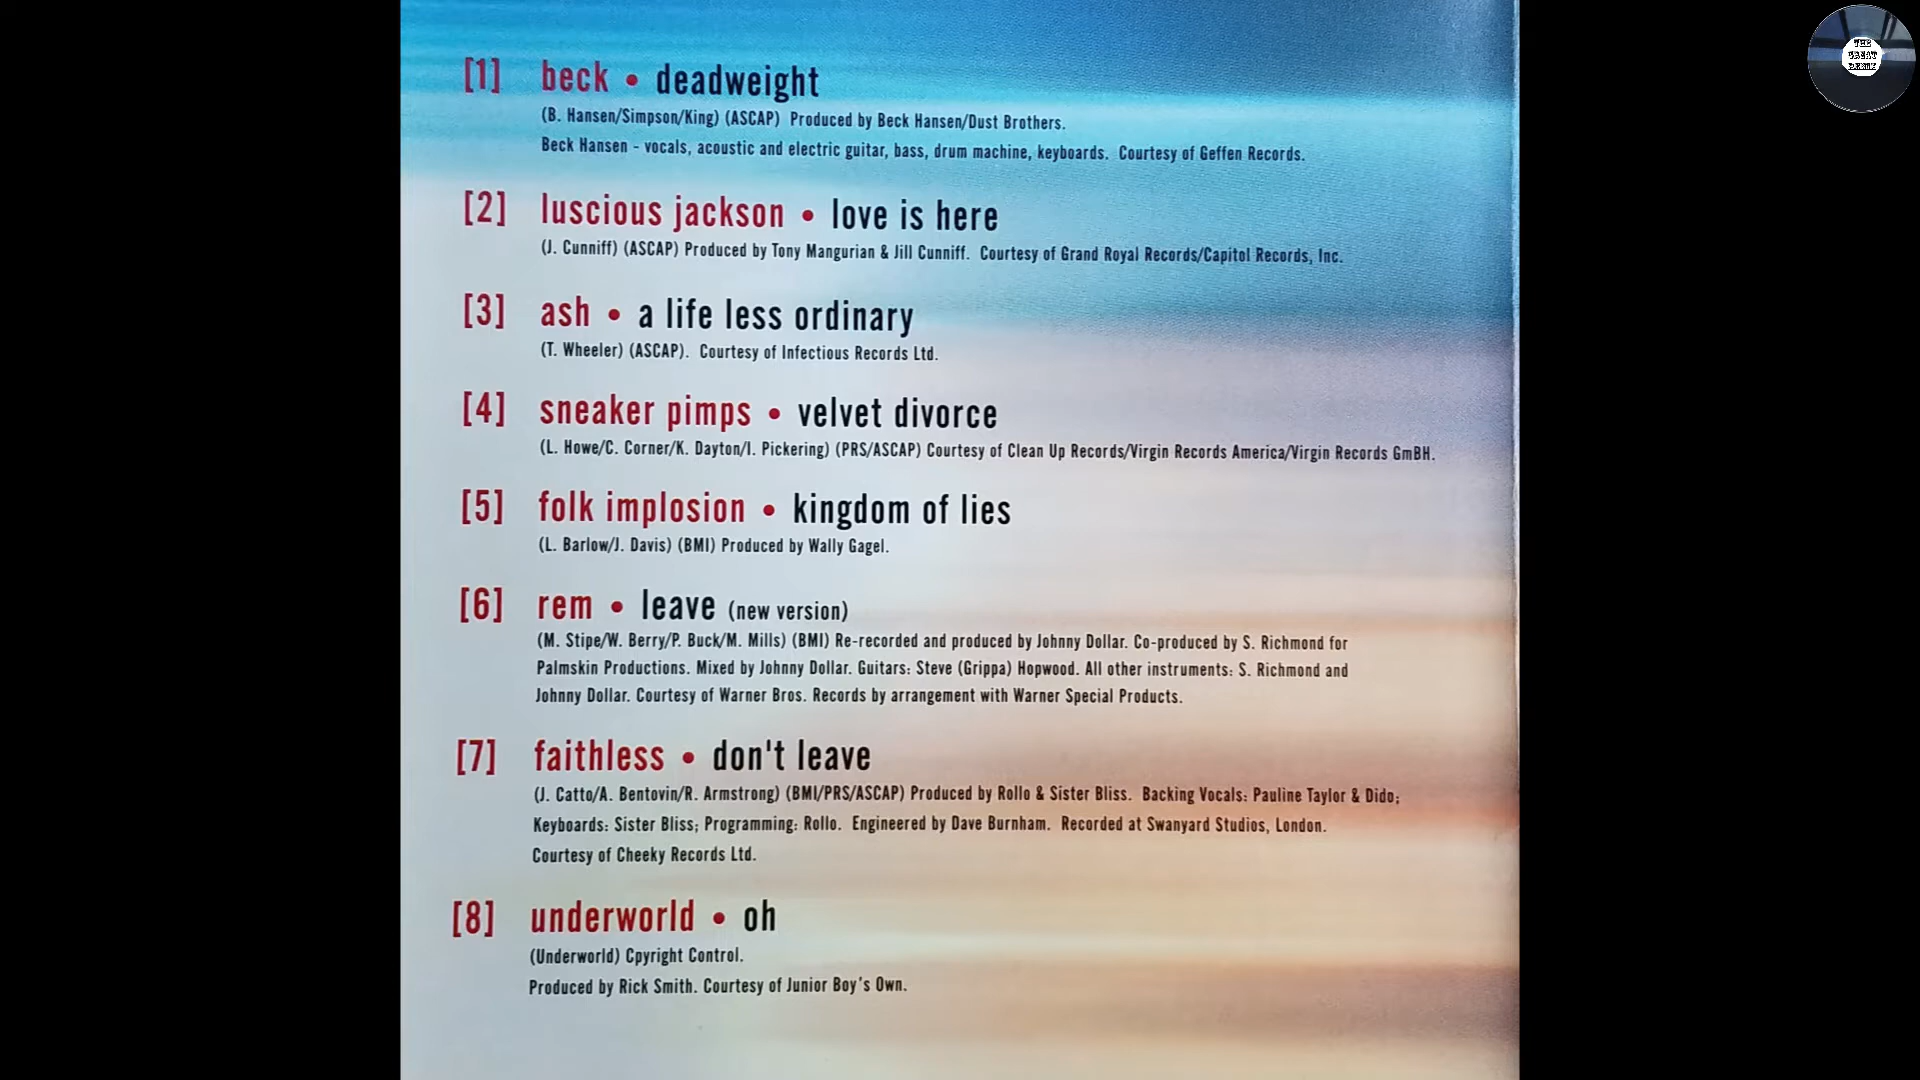 [1] beck • deadweight
(B. Hansen/Simpson/King) (ASCAP) Produced by Beck Hansen/Dust Brothers.
Beck Hansen - vocals, acoustic and electric guitar, bass, drum machine, keyboards. Courtesy of Geffen Records.
[2] luscious jackson • love is here
(J. Cunniff) (ASCAP) Produced by Tony Mangurian & Jill Cunniff. Courtesy of Grand Royal Records/Capitol Records, Inc.
[3] ash • a life less ordinary
(T. Wheeler) (ASCAP). Courtesy of Infectious Records Ltd.
[4] sneaker pimps • velvet divorce
(L. Howe/C. Corner/K. Dayton/I. Pickering) (PRS/ASCAP) Courtesy of Clean Up Records/Virgin Records America/Virgin Records GmBH.
[5] folk implosion • kingdom of lies
(L. Barlow/J. Davis) (BMI) Produced by Wally Gagel.
[6] rem • leave (new version)
(M. Stipe/W. Berry/P. Buck/M. Mills) (BMI) Re-recorded and produced by Johnny Dollar. Co-produced by S. Richmond for
Palmskin Productions. Mixed by Johnny Dollar. Guitars: Steve (Grippa) Hopwood. All other instruments: S. Richmond and
Johnny Dollar. Courtesy of Warner Bros. Records by arrangement with Warner Special Products.
[7] faithless • don't leave
(J. Catto/A. Bentovin/R. Armstrong) (BMI/PRS/ASCAP) Produced by Rollo & Sister Bliss. Backing Vocals: Pauline Taylor & Dido;
Keyboards: Sister Bliss; Programming: Rollo. Engineered by Dave Burnham. Recorded at Swanyard Studios, London.
Courtesy of Cheeky Records Ltd.
[8] underworld • oh
(Underworld) Cpyright Control.
Produced by Rick Smith. Courtesy of Junior Boy's Own.
THE
GREAT